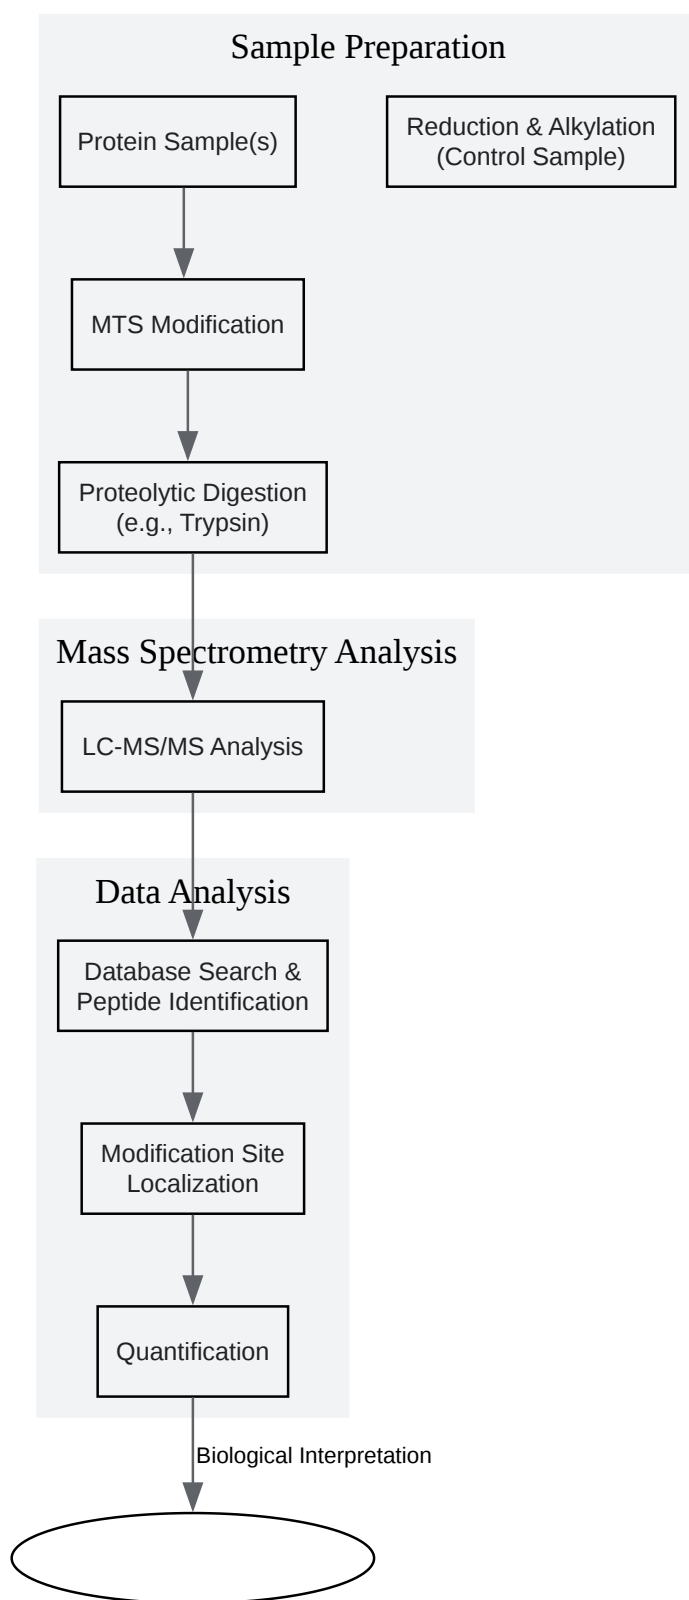 Sample Preparation
Protein Sample(s)
Reduction & Alkylation
(Control Sample)
MTS Modification
Proteolytic Digestion
(e.g., Trypsin)
Mass Spectrometry Analysis
LC-MS/MS Analysis
Data Analysis
Database Search &
Peptide Identification
Modification Site
Localization
Quantification
Biological Interpretation